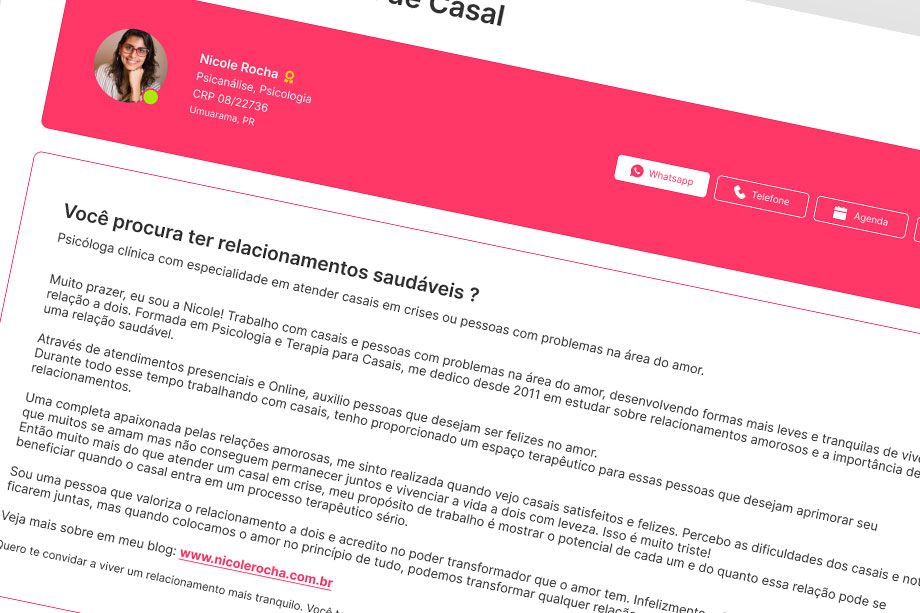 de Casal
Nicole Rocha
Psicanálise, Psicologia
CRP 08/22736
Umuarama, PR
Whatsapp
Telefone
Agenda
Você procura ter relacionamentos saudáveis ?
Psicóloga clínica com especialidade em atender casais em crises ou pessoas com problemas na área do amor.
Muito prazer, eu sou a Nicole! Trabalho com casais e pessoas com problemas na área do amor, desenvolvendo formas mais leves e tranquilas de
relação a dois. Formada em Psicologia e Terapia para Casais, me dedico desde 2011 em estudar sobre relacionamentos amorosos e a importância de
uma relação saudável.
Através de atendimentos presenciais e Online, auxilio pessoas que desejam ser felizes no amor.
Durante todo esse tempo trabalhando com casais, tenho proporcionado um espaço terapêutico para essas pessoas que desejam aprimorar seu
relacionamentos.
Uma completa apaixonada pelas relações amorosas, me sinto realizada quando vejo casais satisfeitos e felizes. Percebo as dificuldades dos casais e
que muitos se amam mas não conseguem permanecer juntos e vivenciar a vida a dois com leveza. Isso é muito triste!
Então muito mais do que atender um casal em crise, meu propósito de trabalho é mostrar o potencial de cada um e do quanto essa relação pode se
beneficiar quando o casal entra em um processo terapêutico sério.
Sou uma pessoa que valoriza o relacionamento a dois e acredito no poder transformador que o amor tem. Infelizmente
ficarem juntas, mas quando colocamos o amor no princípio de tudo, podemos transformar qualquer
Veja mais sobre em meu blog: www.nicolerocha.com.br
Quero te convidar a viver um relacionamento mais tranquilo. Você